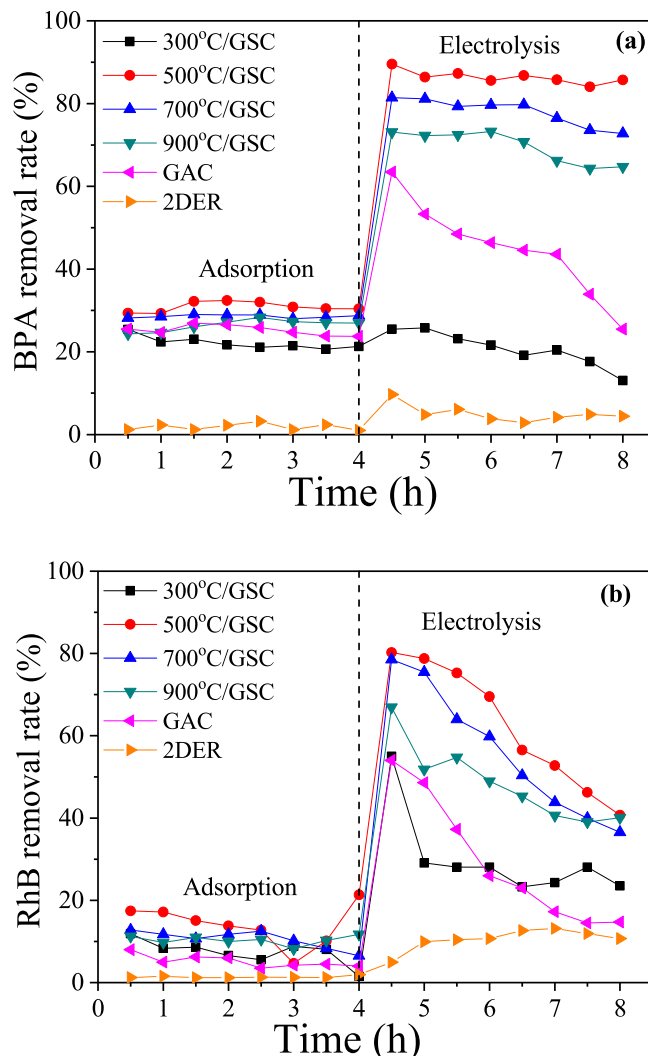 100
80
60
40
20
0
BPA removal rate (%)
300°C/GSC
500°C/GSC
700°C/GSC
900°C/GSC
GAC
2DER
Adsorption
Electrolysis
(a)
0 1 2 3 4 5 6 7 8
Time (h)
100
80
60
40
20
0
RhB removal rate (%)
300°C/GSC
500°C/GSC
700°C/GSC
900°C/GSC
GAC
2DER
Adsorption
Electrolysis
(b)
0 1 2 3 4 5 6 7 8
Time (h)